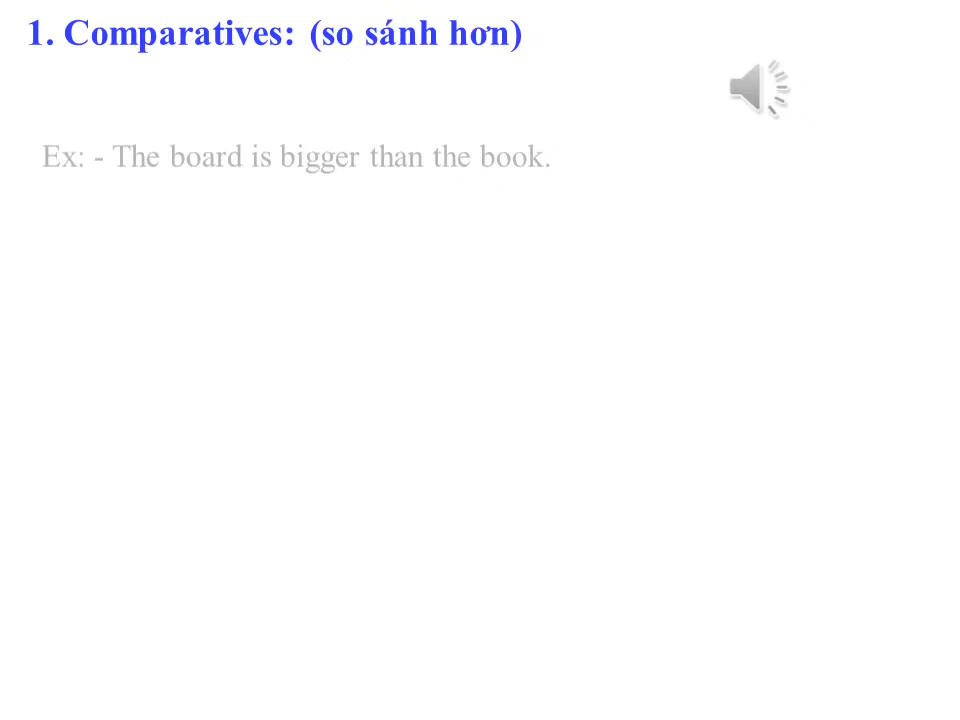 1. Comparatives: (so sánh hơn)
Ex: - The board is bigger than the book.